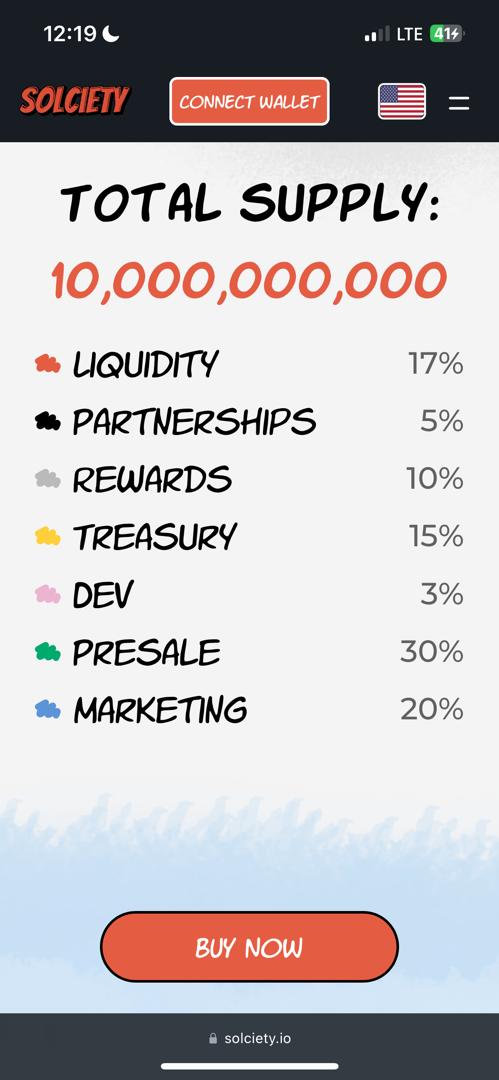 12:19 LTE 41
SOLCIETY CONNECT WALLET
TOTAL SUPPLY:
10,000,000,000
LIQUIDITY 17%
PARTNERSHIPS 5%
REWARDS 10%
TREASURY 15%
DEV 3%
PRESALE 30%
MARKETING 20%
BUY NOW
solciety.io